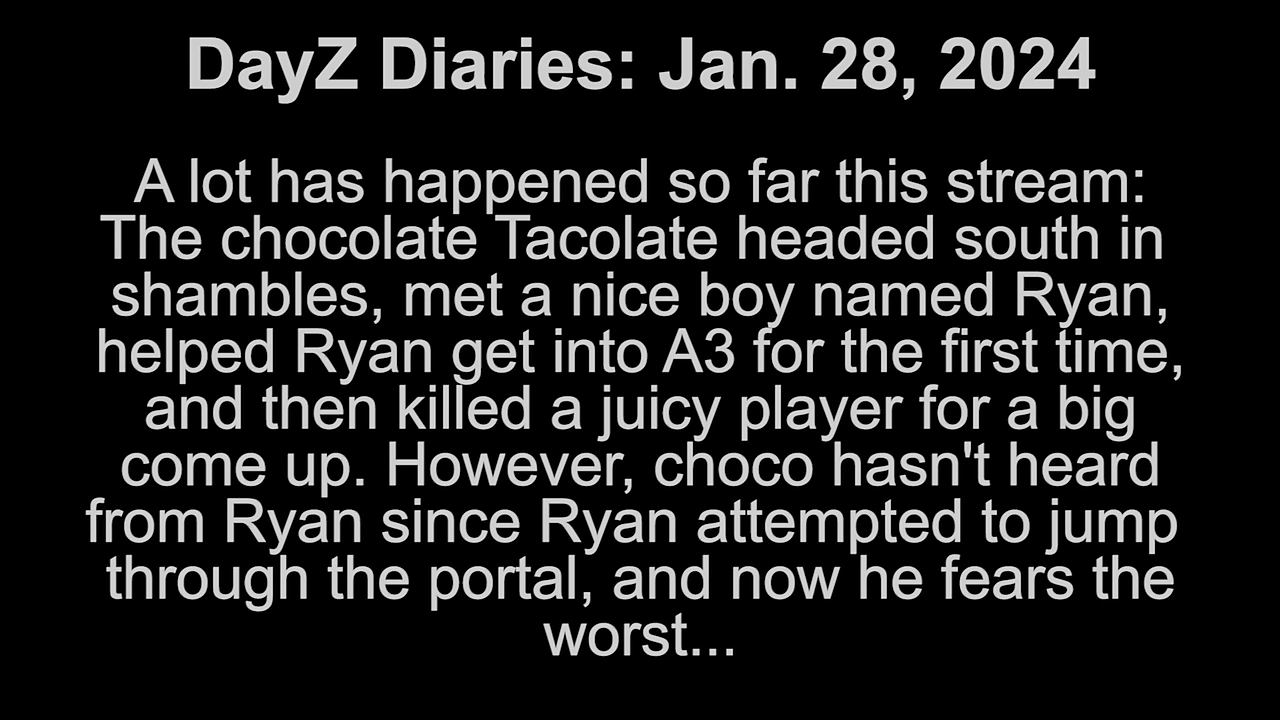 DayZ Diaries: Jan. 28, 2024
A lot has happened so far this stream:
The chocolate Tacolate headed south in
shambles, met a nice boy named Ryan,
helped Ryan get into A3 for the first time,
and then killed a juicy player for a big
come up. However, choco hasn't heard
from Ryan since Ryan attempted to jump
through the portal, and now he fears the
worst...